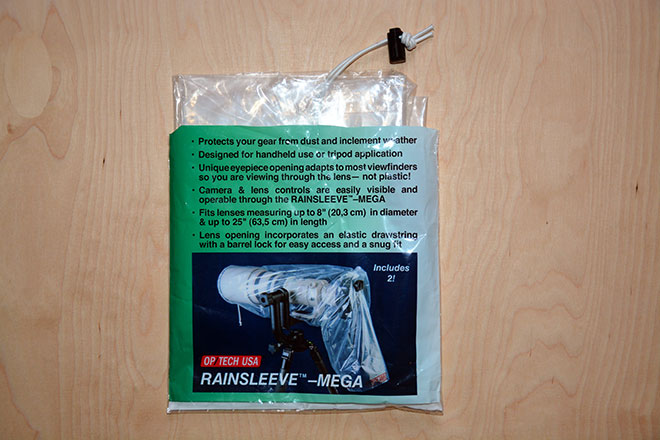 • Protects your gear from dust and inclement weather
• Designed for handheld use or tripod application
• Unique eyepiece opening adapts to most viewfinders
so you are viewing through the lens— not plastic!
• Camera & lens controls are easily visible and
operable through the RAINSLEEVE™–MEGA
• Fits lenses measuring up to 8" (20,3 cm) in diameter
& up to 25" (63,5 cm) in length
• Lens opening incorporates an elastic drawstring
with a barrel lock for easy access and a snug fit
Includes
2!
OP TECH USA
RAINSLEEVE™ –MEGA